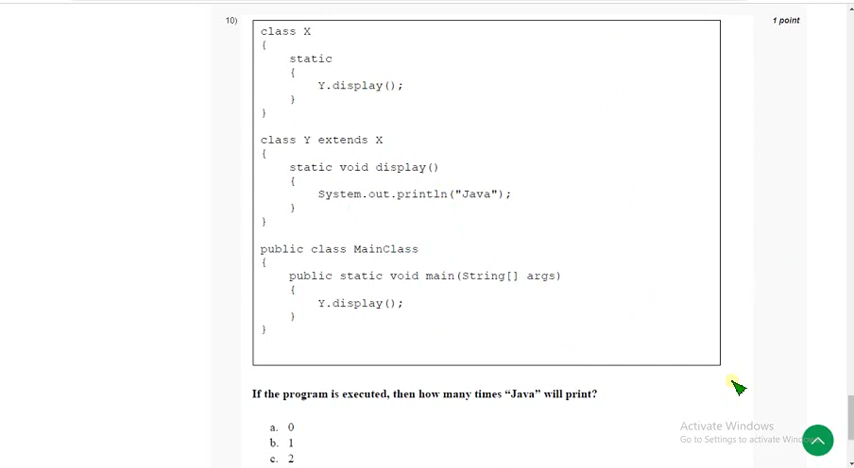 10)
1 point
class X
{
static
{
Y.display();
}
}
class Y extends X
{
static void display()
{
System.out.println("Java");
}
}
public class MainClass
{
public static void main(String[] args)
{
Y.display();
}
}
If the program is executed, then how many times “Java” will print?
a. 0
b. 1
c. 2
Activate Windows
Go to Settings to activate Windows